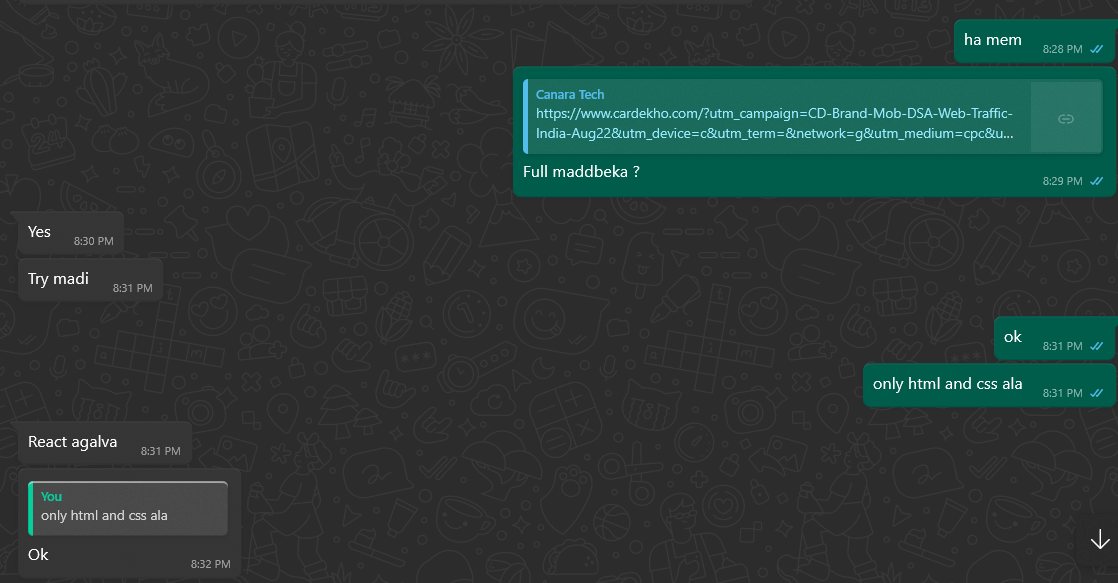 ha mem
8:28 PM
Canara Tech
https://www.cardekho.com/?utm_campaign=CD-Brand-Mob-DSA-Web-Traffic-
India-Aug22&utm_device=c&utm_term=&network=g&utm_medium=cpc&u...
Full maddbeka ?
8:29 PM
Yes
8:30 PM
Try madi
8:31 PM
ok
8:31 PM
only html and css ala
8:31 PM
React agalva
8:31 PM
You
only html and css ala
Ok
8:32 PM